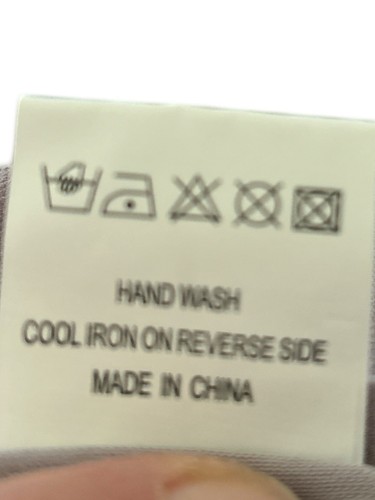 HAND WASH
COOL IRON ON REVERSE SIDE
MADE IN CHINA